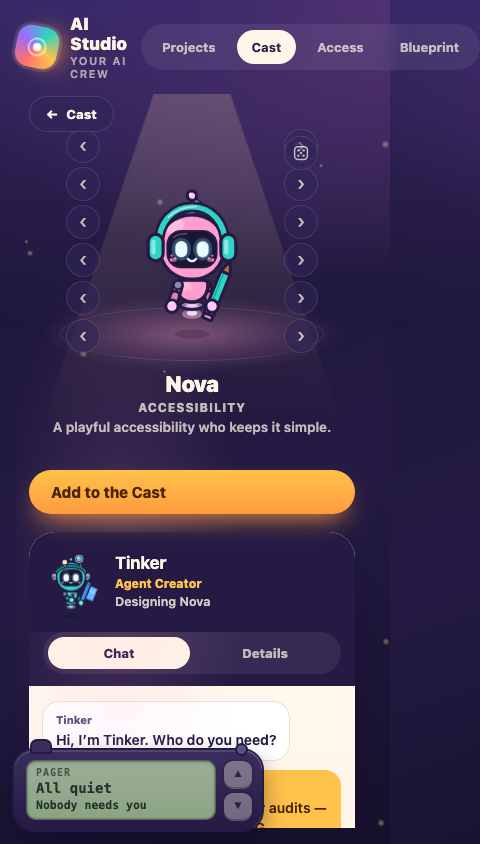 AI
Studio
YOUR AI
CREW
Projects
Cast
Access
Blueprint
← Cast
Nova
ACCESSIBILITY
A playful accessibility who keeps it simple.
Add to the Cast
Tinker
Agent Creator
Designing Nova
Chat
Details
Tinker
Hi, I’m Tinker. Who do you need?
audits —
PAGER
All quiet
Nobody needs you